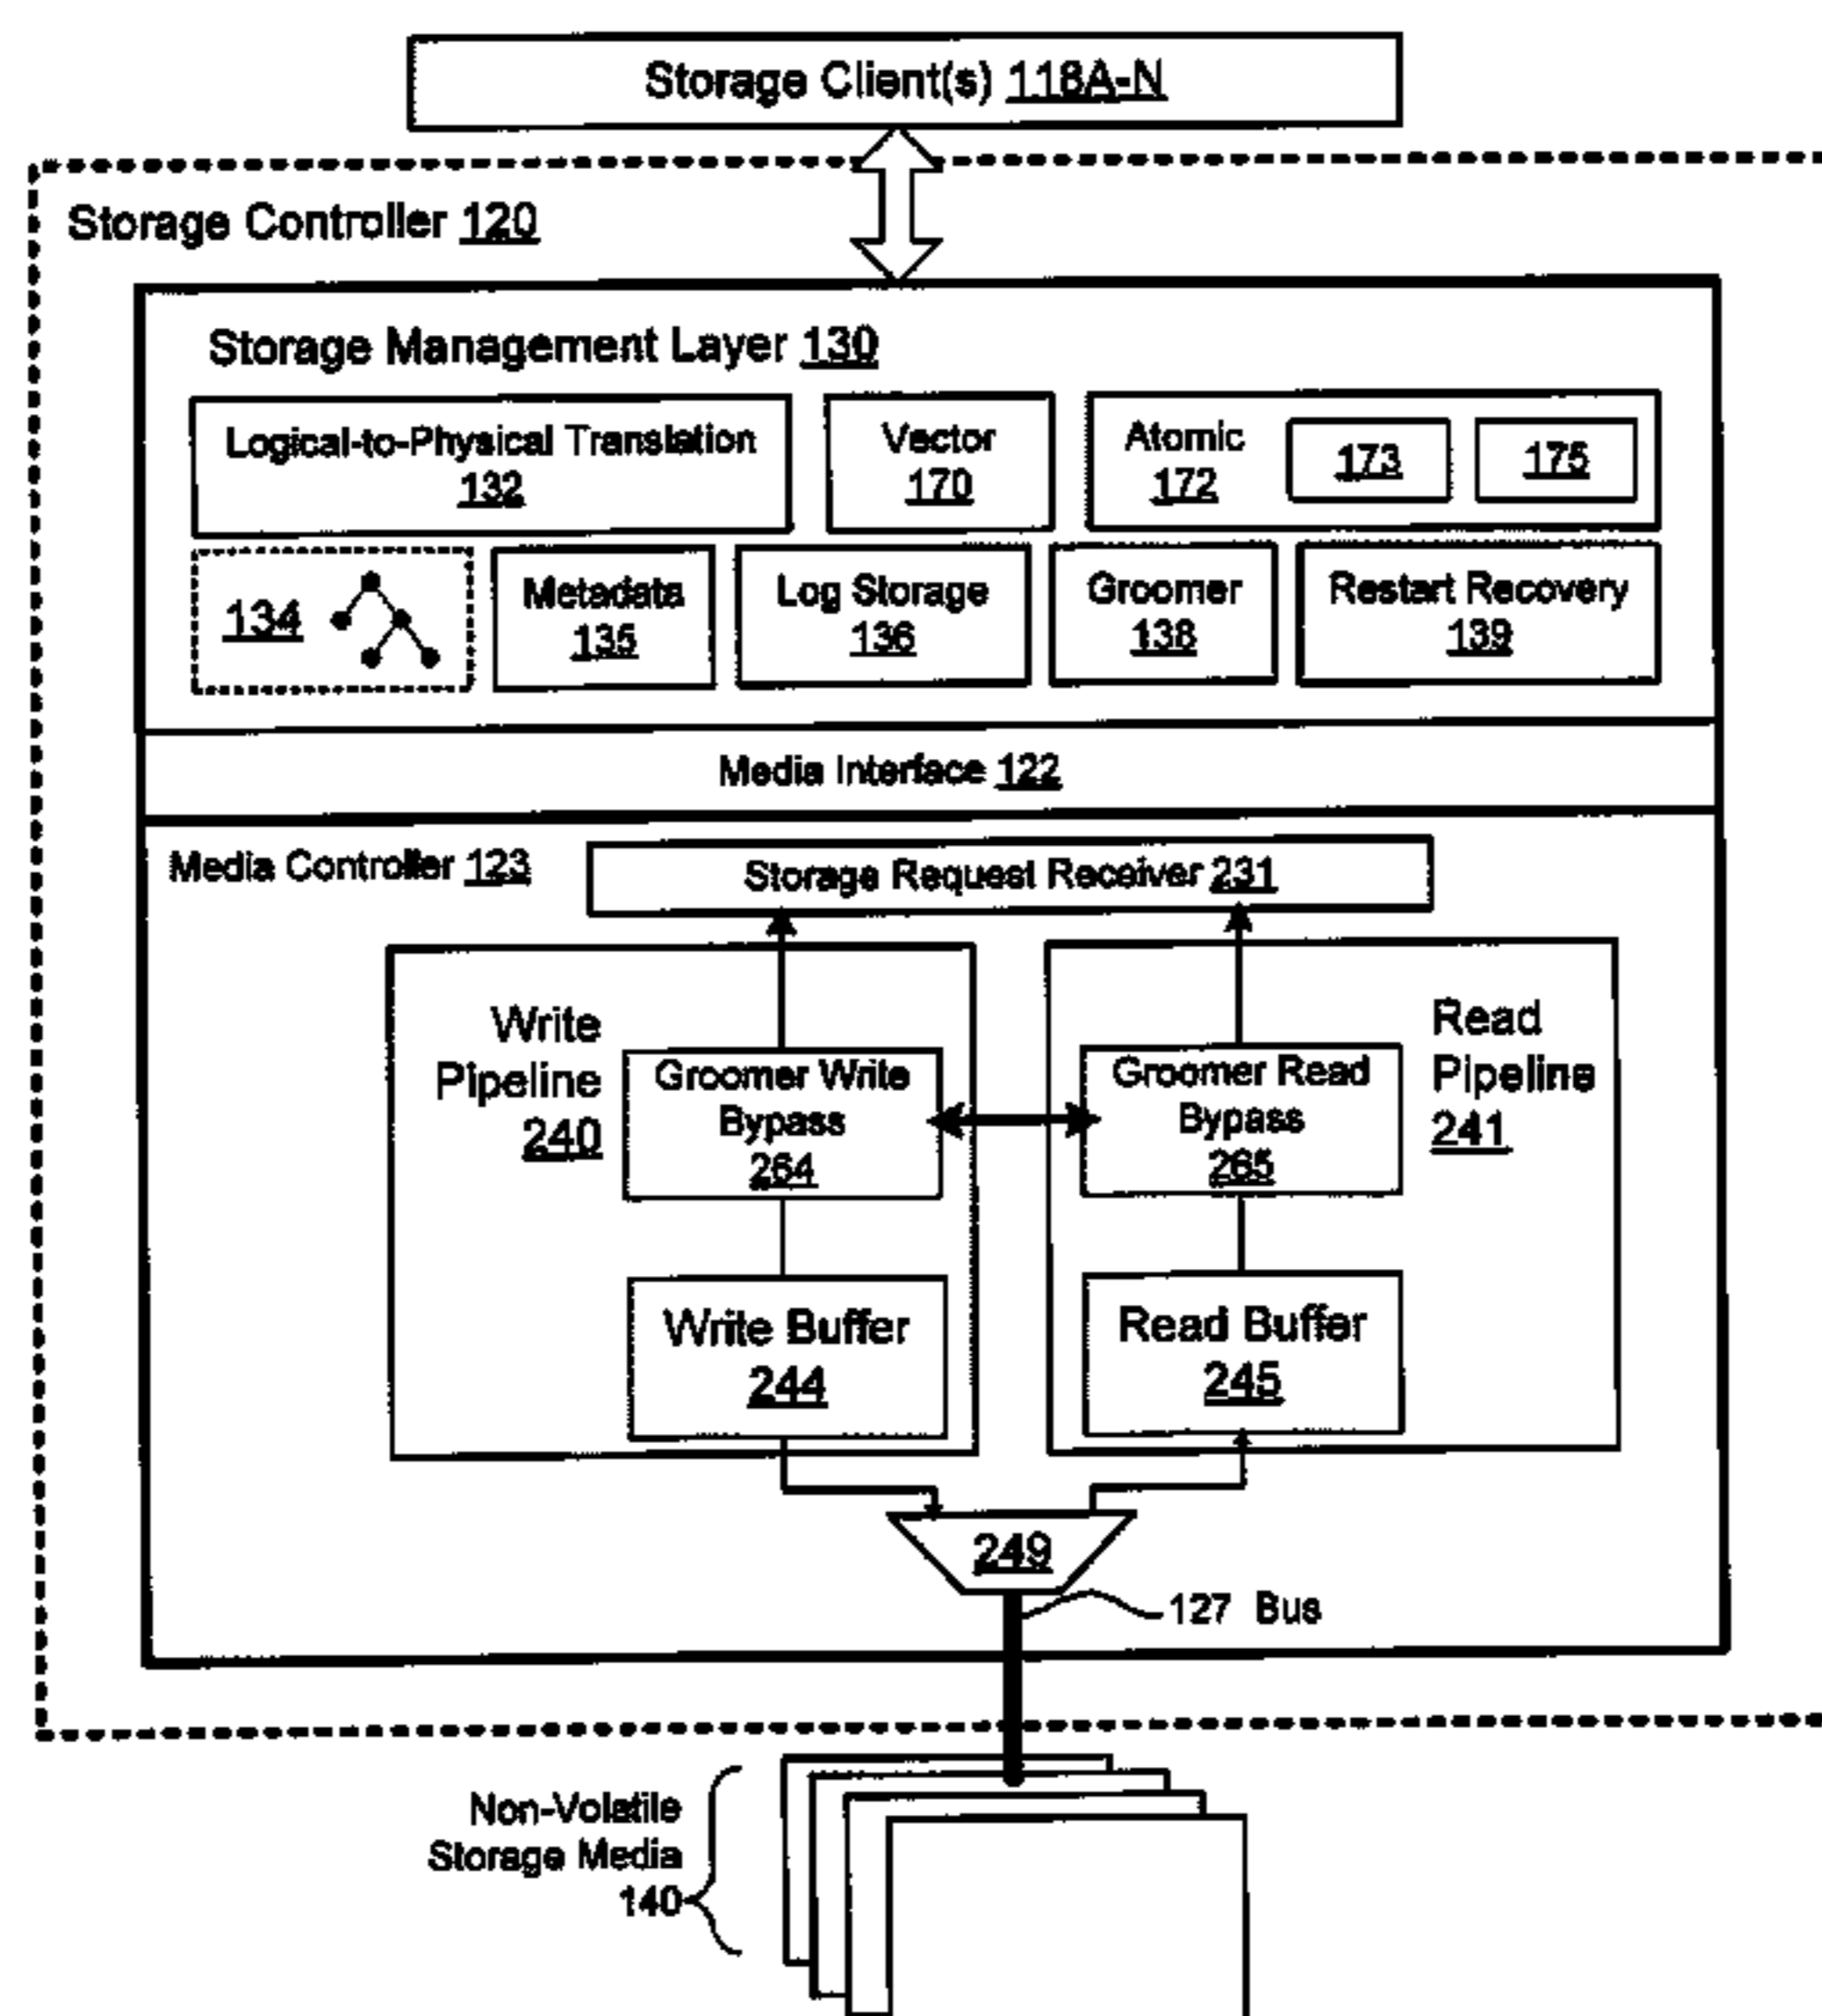 Storage Client(s) 118A-N
Storage Controller 120
Storage Management Layer 130
Logical-to-Physical Translation
132
Vector
170
Atomic
172
173
175
134
Metadata
135
Log Storage
136
Groomer
138
Restart Recovery
139
Media Interface 122
Media Controller 123
Storage Request Receiver 231
Write
Pipeline
240
Groomer Write
Bypass
264
Groomer Read
Bypass
265
Read
Pipeline
241
Write Buffer
244
Read Buffer
245
249
127 Bus
Non-Volatile
Storage Media
140